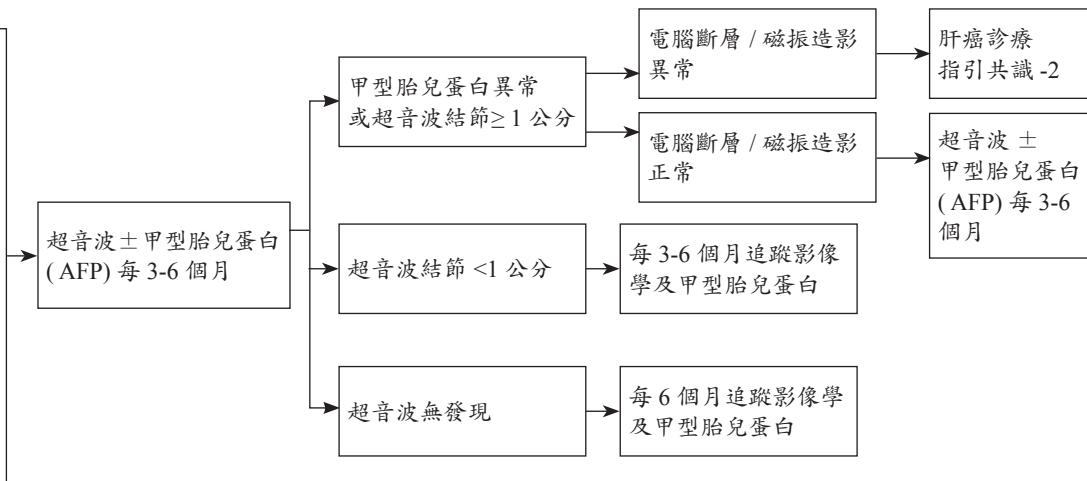 超音波±甲型胎兒蛋白
( AFP) 每 3-6 個月
甲型胎兒蛋白異常
或超音波結節≥ 1 公分
電腦斷層 / 磁振造影
異常
肝癌診療
指引共識 -2
電腦斷層 / 磁振造影
正常
超音波 ±
甲型胎兒蛋白
( AFP) 每 3-6
個月
超音波結節 <1 公分
每 3-6 個月追蹤影像
學及甲型胎兒蛋白
超音波無發現
每 6 個月追蹤影像學
及甲型胎兒蛋白